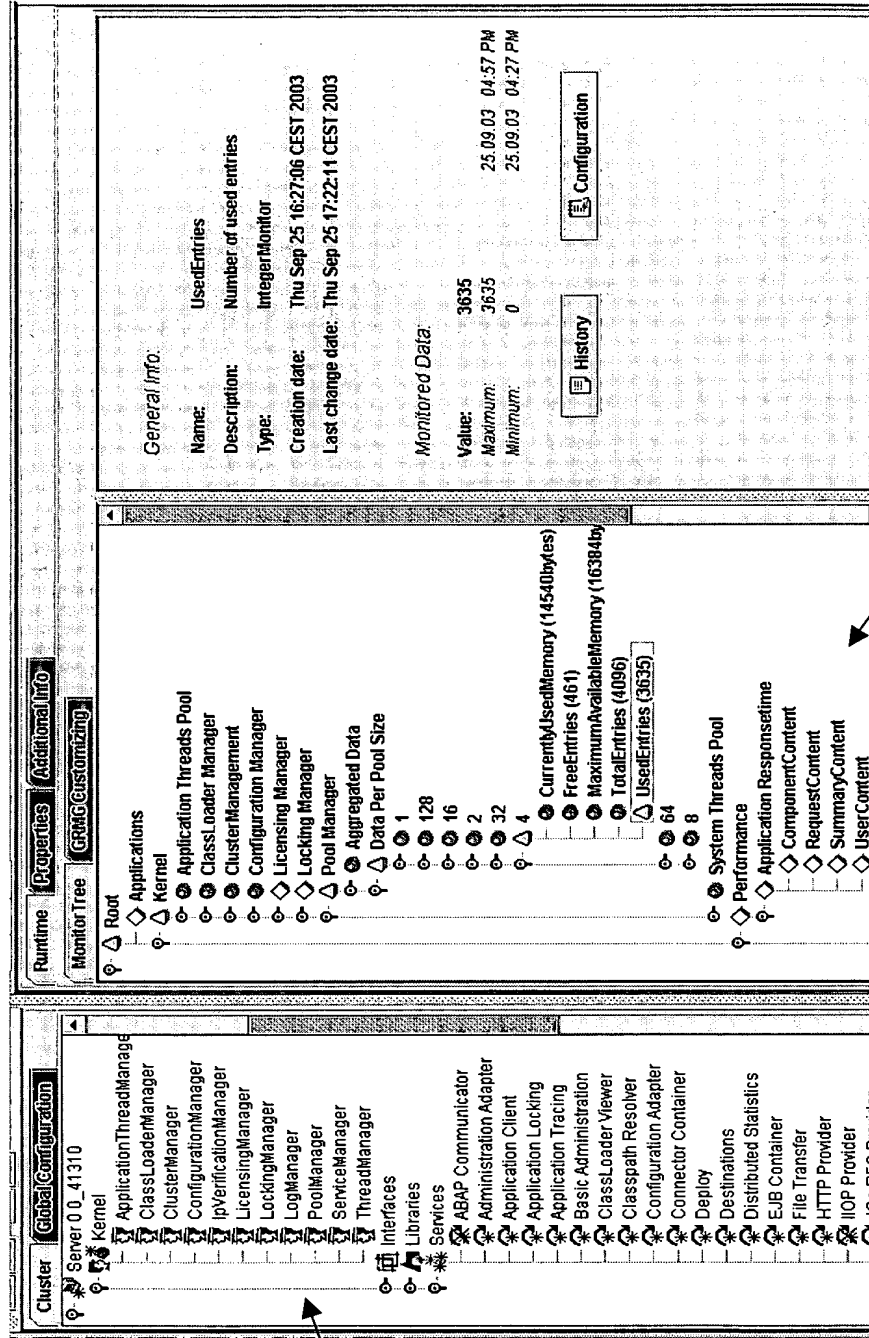 Cluster
Global Configuration
Server 0 0_41310
Kernel
ApplicationThreadManage
ClassLoaderManager
ClusterManager
ConfigurationManager
IpVerificationManager
LicensingManager
LockingManager
LogManager
PoolManager
ServiceManager
ThreadManager
Interfaces
Libraries
Services
ABAP Communicator
Administration Adapter
Application Client
Application Locking
Application Tracing
Basic Administration
ClassLoader Viewer
Classpath Resolver
Configuration Adapter
Connector Container
Deploy
Destinations
Distributed Statistics
EJB Container
File Transfer
HTTP Provider
IIOP Provider
Runtime
Properties
Additional Info
MonitorTree
GRMG Customizing
Root
Applications
Kernel
Application Threads Pool
ClassLoader Manager
ClusterManagement
Configuration Manager
Licensing Manager
Locking Manager
Pool Manager
Aggregated Data
Data Per Pool Size
1
128
16
2
32
4
CurrentlyUsedMemory (14540bytes)
FreeEntries (461)
MaximumAvailableMemory (16384by
TotalEntries (4096)
UsedEntries (3635)
64
8
System Threads Pool
Performance
Application Responsetime
ComponentContent
RequestContent
SummaryContent
UserContent
General Info:
Name: UsedEntries
Description: Number of used entries
Type: IntegerMonitor
Creation date: Thu Sep 25 16:27:06 CEST 2003
Last change date: Thu Sep 25 17:22:11 CEST 2003
Monitored Data:
Value: 3635
Maximum: 3635 25.09.03 04:57 PM
Minimum: 0 25.09.03 04:27 PM
History
Configuration